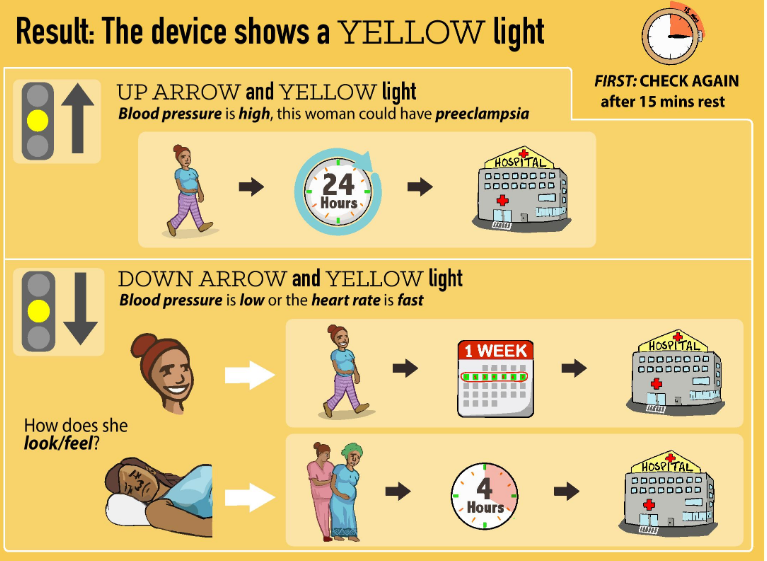 Result: The device shows a YELLOW light
15 mins
FIRST: CHECK AGAIN
after 15 mins rest
UP ARROW and YELLOW light
Blood pressure is high, this woman could have preeclampsia
24
Hours
HOSPITAL
DOWN ARROW and YELLOW light
Blood pressure is low or the heart rate is fast
1 WEEK
HOSPITAL
How does she
look/feel?
4
Hours
HOSPITAL